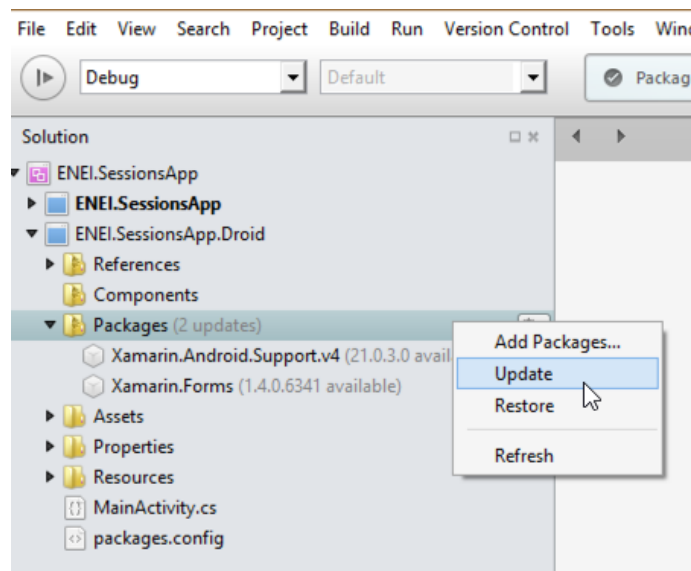 File Edit View Search Project Build Run Version Control Tools
Debug Default
Solution
ENEI.SessionsApp
ENEI.SessionsApp
ENEI.SessionsApp.Droid
References
Components
Packages (2 updates)
Add Packages...
Xamarin.Android.Support.v4 (21.0.3.0
Update
Xamarin.Forms (1.4.0.6341 available)
Restore
Assets
Properties
Refresh
Resources
MainActivity.cs
packages.config